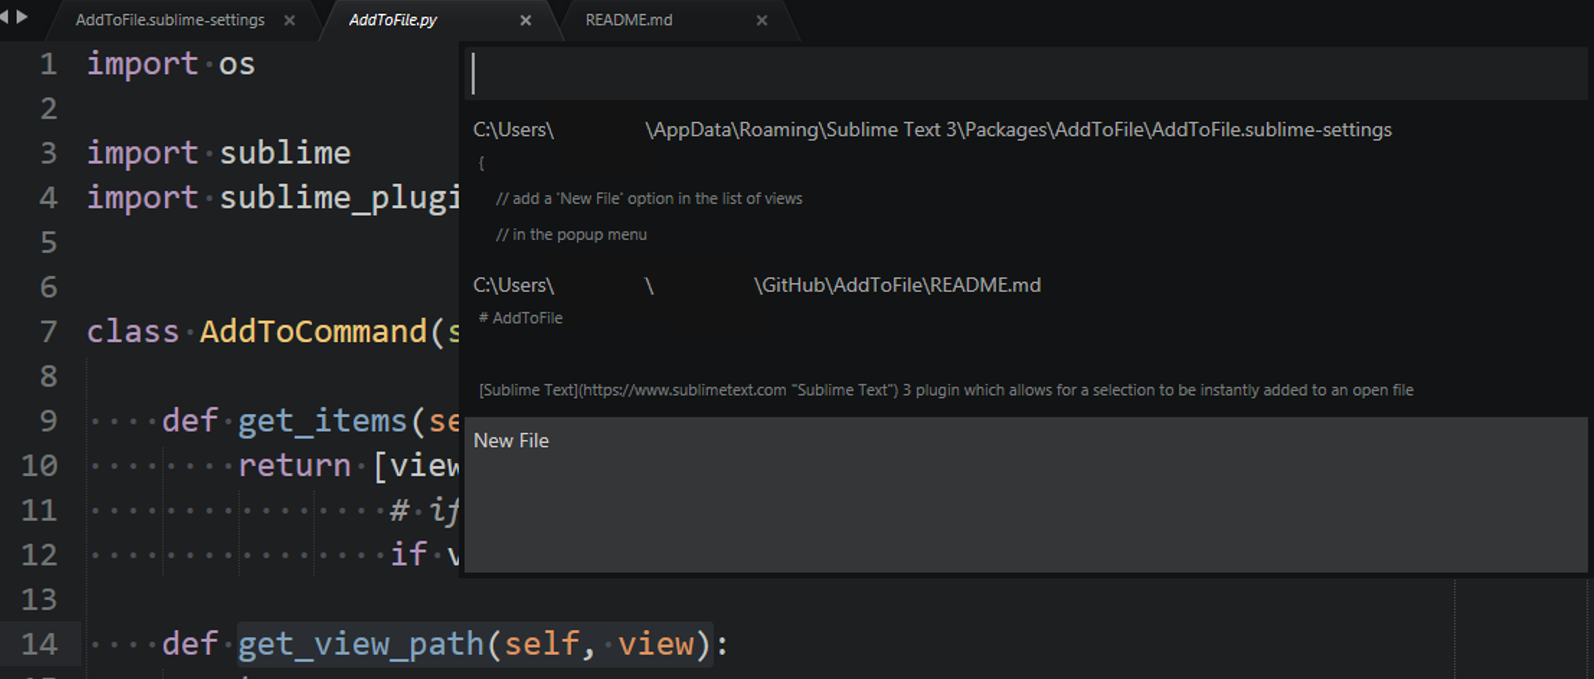 AddToFile.sublime-settings × AddToFile.py × README.md ×
1 import os
2
3 import sublime
4 import sublime_plugi
5
6
7 class AddToCommand(s
8
9 def get_items(se
10 return [view
11 # if
12 if v
13
14 def get_view_path(self, view):
C:\Users\ \AppData\Roaming\Sublime Text 3\Packages\AddToFile\AddToFile.sublime-settings
{
// add a 'New File' option in the list of views
// in the popup menu
C:\Users\ \ \GitHub\AddToFile\README.md
# AddToFile
[Sublime Text](https://www.sublimetext.com "Sublime Text") 3 plugin which allows for a selection to be instantly added to an open file
New File